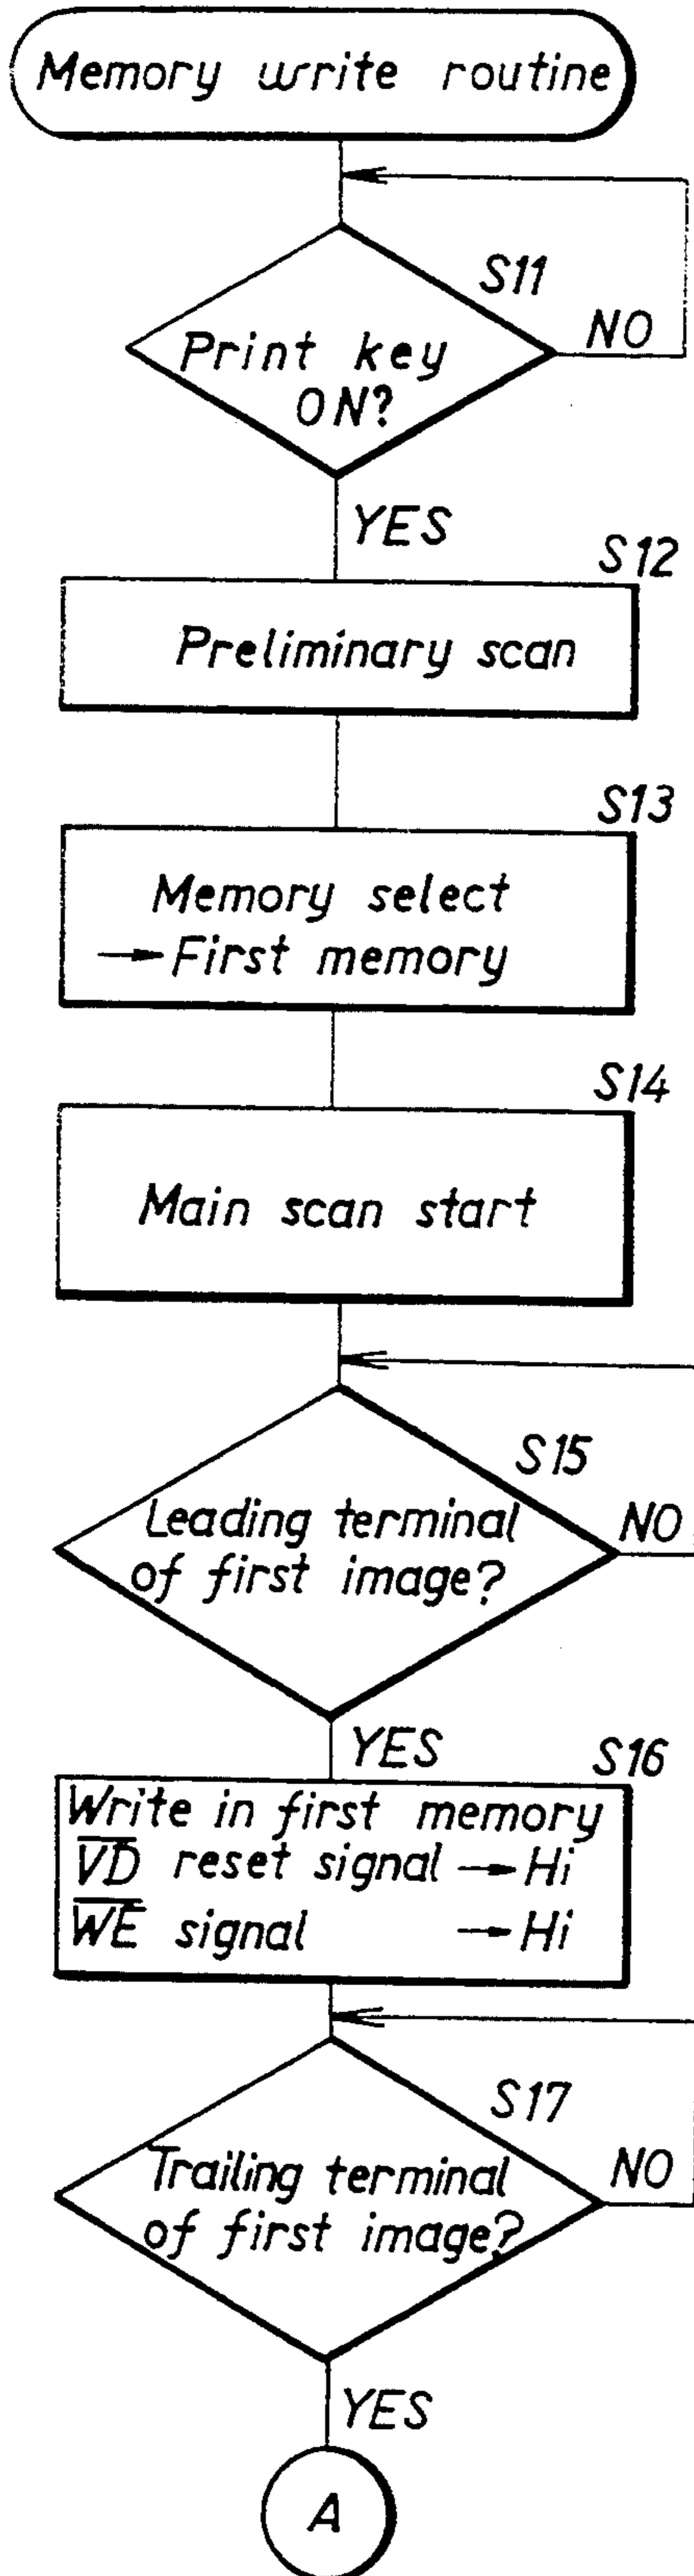 Memory write routine
S11
NO
Print key
ON?
YES
S12
Preliminary scan
S13
Memory select
→ First memory
S14
Main scan start
S15
Leading terminal
NO
of first image?
YES
S16
Write in first memory
V̅D̅ reset signal → Hi
W̅E̅ signal → Hi
S17
Trailing terminal
NO
of first image?
YES
A